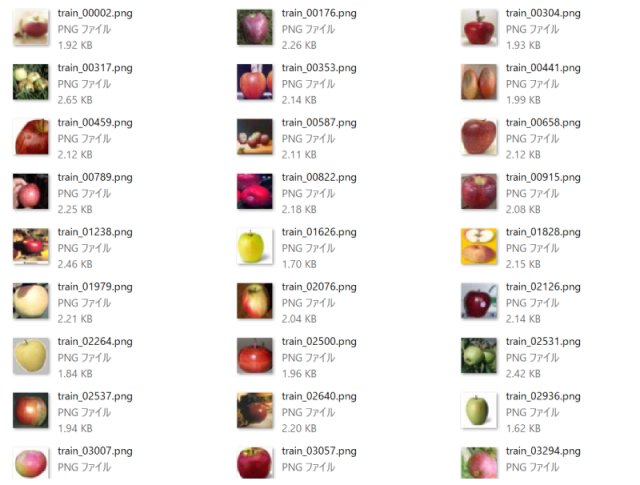 train_00002.png
PNG ファイル
1.92 KB
train_00176.png
PNG ファイル
2.26 KB
train_00304.png
PNG ファイル
1.93 KB
train_00317.png
PNG ファイル
2.65 KB
train_00353.png
PNG ファイル
2.14 KB
train_00441.png
PNG ファイル
1.99 KB
train_00459.png
PNG ファイル
2.12 KB
train_00587.png
PNG ファイル
2.11 KB
train_00658.png
PNG ファイル
2.12 KB
train_00789.png
PNG ファイル
2.25 KB
train_00822.png
PNG ファイル
2.18 KB
train_00915.png
PNG ファイル
2.08 KB
train_01238.png
PNG ファイル
2.46 KB
train_01626.png
PNG ファイル
1.70 KB
train_01828.png
PNG ファイル
2.15 KB
train_01979.png
PNG ファイル
2.21 KB
train_02076.png
PNG ファイル
2.04 KB
train_02126.png
PNG ファイル
2.14 KB
train_02264.png
PNG ファイル
1.84 KB
train_02500.png
PNG ファイル
1.96 KB
train_02531.png
PNG ファイル
2.42 KB
train_02537.png
PNG ファイル
1.94 KB
train_02640.png
PNG ファイル
2.20 KB
train_02936.png
PNG ファイル
1.62 KB
train_03007.png
PNG ファイル
train_03057.png
PNG ファイル
train_03294.png
PNG ファイル